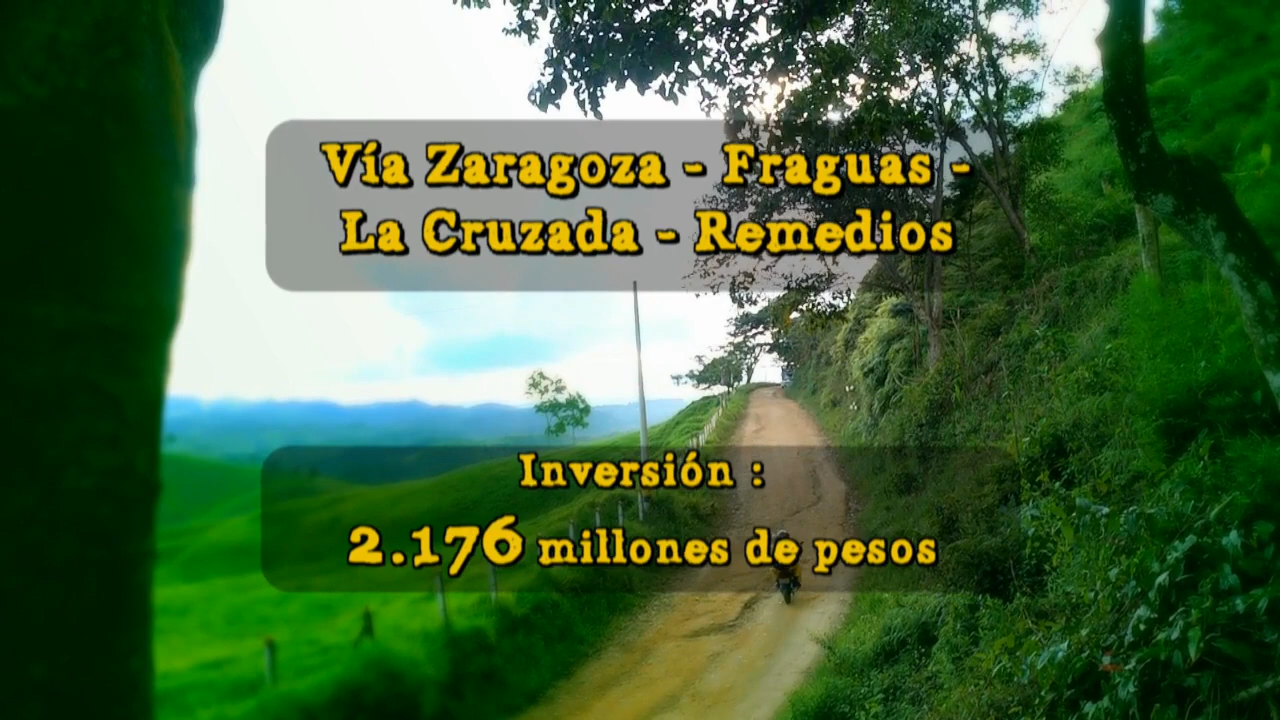 Vía Zaragoza - Fraguas -
La Cruzada - Remedios
Inversión :
2.176 millones de pesos